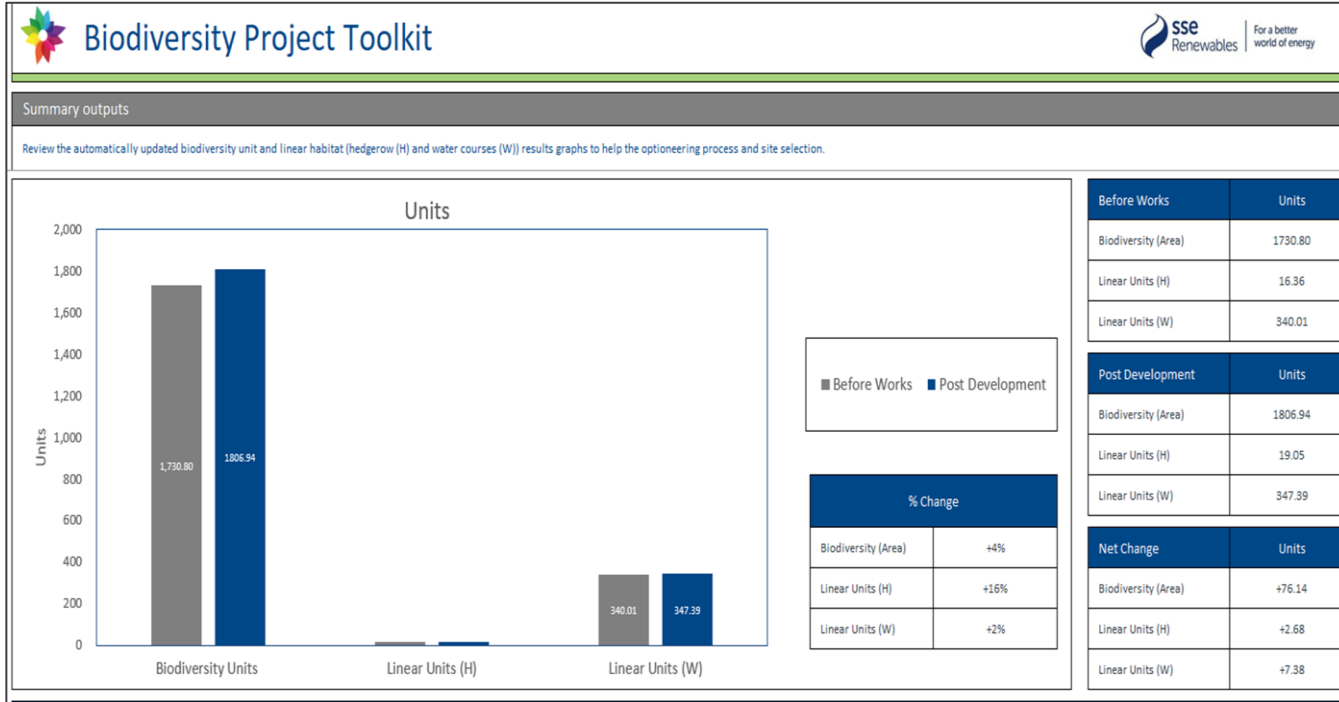 Biodiversity Project Toolkit
sse
Renewables
For a better
world of energy
Summary outputs
Review the automatically updated biodiversity unit and linear habitat (hedgerow (H) and water courses (W)) results graphs to help the optioneering process and site selection.
Units
2,000
1,800
1,600
1,400
1,200
1,000
800
600
400
200
0
Units
1,730.80
1806.94
340.01
347.39
Biodiversity Units
Linear Units (H)
Linear Units (W)
Before Works
Post Development
% Change
Biodiversity (Area) +4%
Linear Units (H) +16%
Linear Units (W) +2%
Before Works Units
Biodiversity (Area) 1730.80
Linear Units (H) 16.36
Linear Units (W) 340.01
Post Development Units
Biodiversity (Area) 1806.94
Linear Units (H) 19.05
Linear Units (W) 347.39
Net Change Units
Biodiversity (Area) +76.14
Linear Units (H) +2.68
Linear Units (W) +7.38